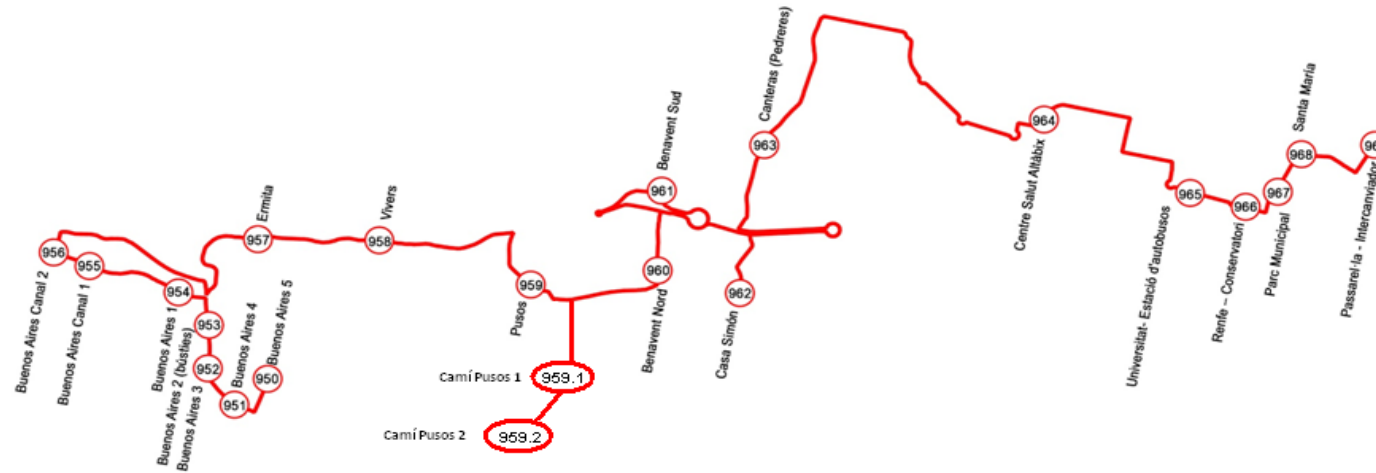 956
Buenos Aires Canal 2
955
Buenos Aires Canal 1
954
Buenos Aires 1
953
Buenos Aires 2 (bústies)
952
Buenos Aires 3
951
Buenos Aires 4
950
Buenos Aires 5
957
Ermita
958
Vivers
959
Pusos
Camí Pusos 1
959.1
Camí Pusos 2
959.2
960
Benavent Nord
961
Benavent Sud
962
Casa Simón
963
Canteras (Pedreres)
964
Centre Salut Altàbix
965
Universitat- Estació d'autobusos
966
Renfe – Conservatori
967
Parc Municipal
968
Santa María
Passarel·la - Intercanviador